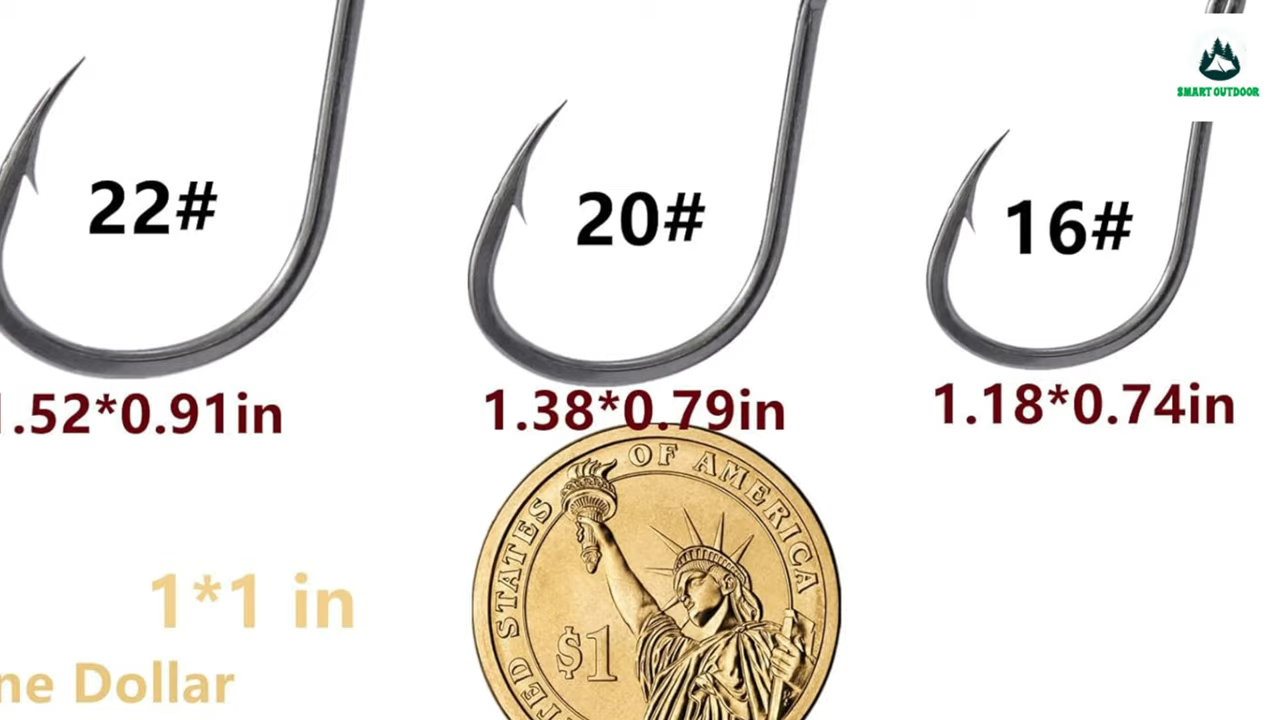 SMART OUTDOOR
22#
20#
16#
.52*0.91in
1.38*0.79in
1.18*0.74in
STATES OF AMERICA
$1
1*1 in
ne Dollar